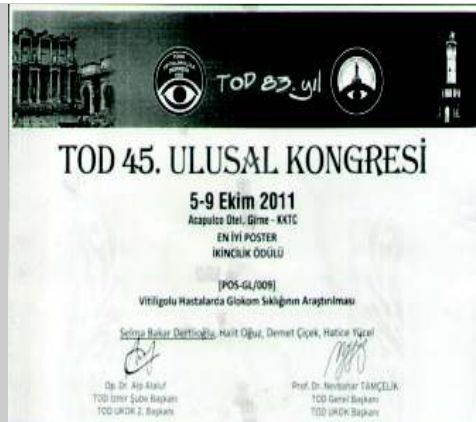 TOD 83. yıl
TOD 45. ULUSAL KONGRESİ
5-9 Ekim 2011
Acapulco Otel, Girne - KKTC
EN İYİ POSTER
İKİNCİLİK ÖDÜLÜ
[POS-GL/009]
Vitiligolu Hastalarda Glokom Sıklığının Araştırılması
Selma Bakar Dertlioğlu, Halit Oğuz, Demet Çiçek, Hatice Yücel
Op. Dr. Alp Alaluf
TOD İzmir Şube Başkanı
TOD UKOK 2. Başkanı
Prof. Dr. Nevbahar TAMÇELİK
TOD Genel Başkanı
TOD UKOK Başkanı